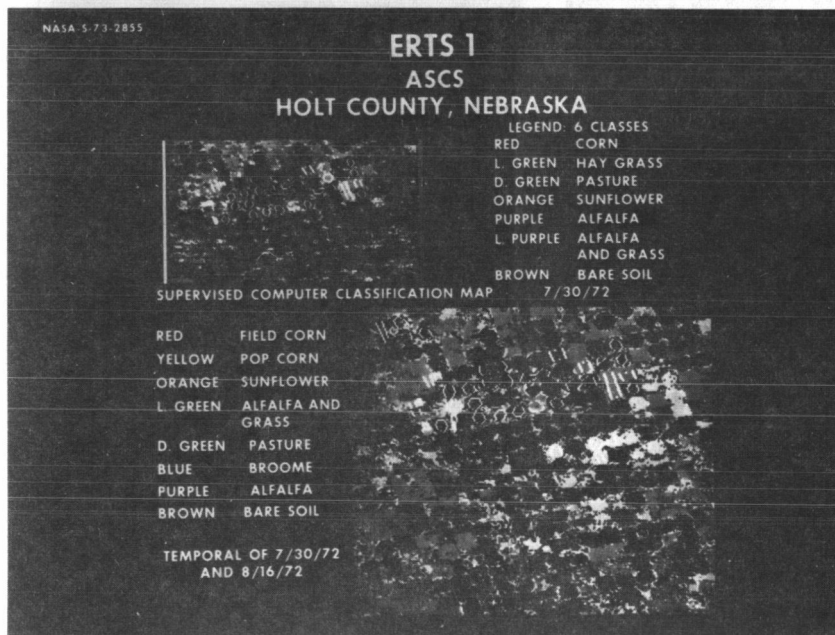 NASA-S-73-2855
ERTS 1
ASCS
HOLT COUNTY, NEBRASKA
LEGEND: 6 CLASSES
RED CORN
L. GREEN HAY GRASS
D. GREEN PASTURE
ORANGE SUNFLOWER
PURPLE ALFALFA
L. PURPLE ALFALFA
AND GRASS
BROWN BARE SOIL
SUPERVISED COMPUTER CLASSIFICATION MAP 7/30/72
RED FIELD CORN
YELLOW POP CORN
ORANGE SUNFLOWER
L. GREEN ALFALFA AND
GRASS
D. GREEN PASTURE
BLUE BROOME
PURPLE ALFALFA
BROWN BARE SOIL
TEMPORAL OF 7/30/72
AND 8/16/72